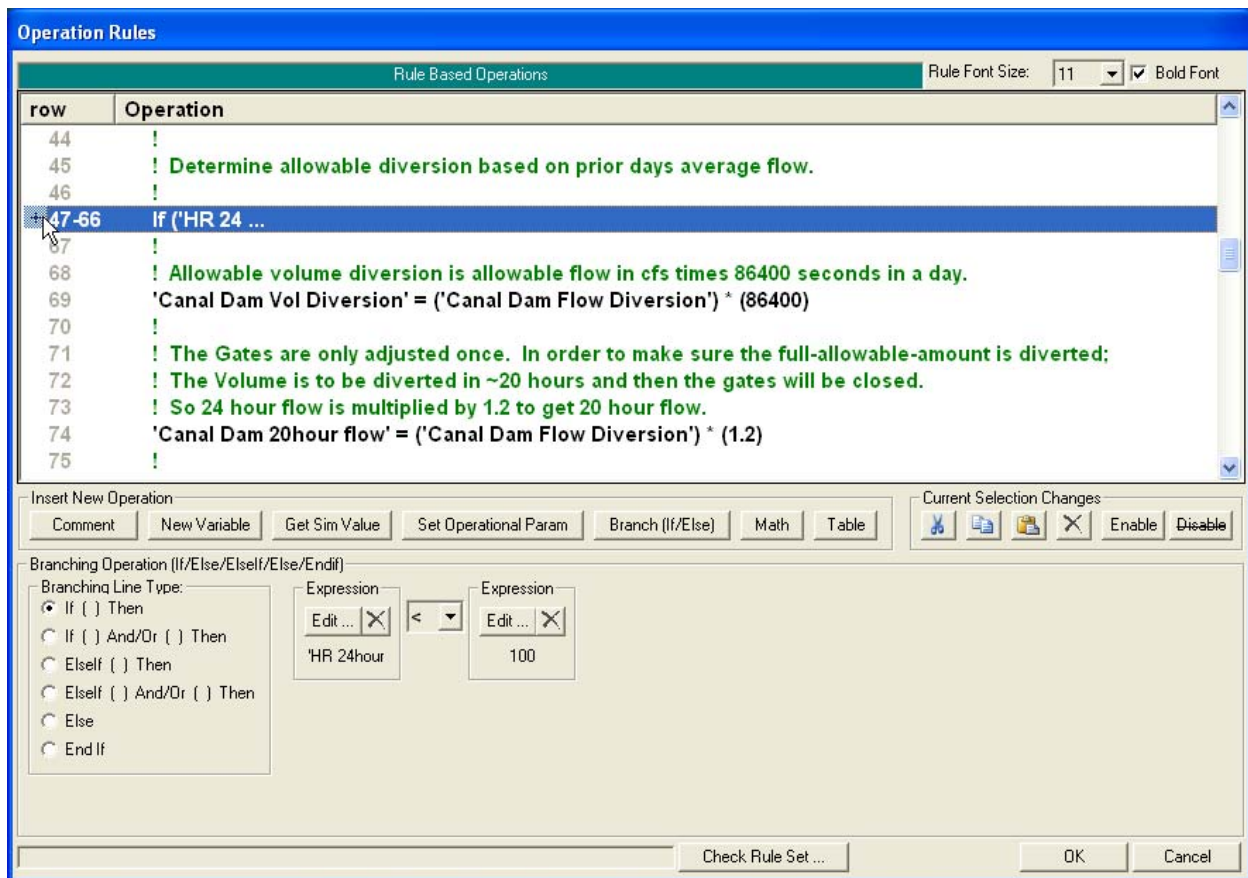 Operation Rules
Rule Based Operations
Rule Font Size: 11 Bold Font
row Operation
44 !
45 ! Determine allowable diversion based on prior days average flow.
46 !
47-66 If ('HR 24 ...
67 !
68 ! Allowable volume diversion is allowable flow in cfs times 86400 seconds in a day.
69 'Canal Dam Vol Diversion' = ('Canal Dam Flow Diversion') * (86400)
70 !
71 ! The Gates are only adjusted once. In order to make sure the full-allowable-amount is diverted;
72 ! The Volume is to be diverted in ~20 hours and then the gates will be closed.
73 ! So 24 hour flow is multiplied by 1.2 to get 20 hour flow.
74 'Canal Dam 20hour flow' = ('Canal Dam Flow Diversion') * (1.2)
75 !
Insert New Operation Current Selection Changes
Comment New Variable Get Sim Value Set Operational Param Branch (If/Else) Math Table Enable Disable
Branching Operation (If/Else/ElseIf/Else/Endif)
Branching Line Type: Expression Expression
If ( ) Then Edit ... < Edit ...
If ( ) And/Or ( ) Then 'HR 24hour 100
ElseIf ( ) Then
ElseIf ( ) And/Or ( ) Then
Else
End If
Check Rule Set ... OK Cancel